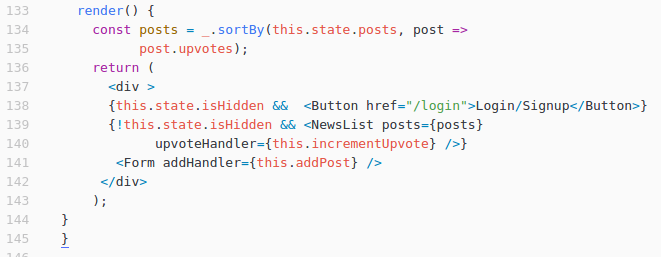 133 render() {
134 const posts = _.sortBy(this.state.posts, post =>
135 post.upvotes);
136 return (
137 <div >
138 {this.state.isHidden &&  <Button href="/login">Login/Signup</Button>}
139 {!this.state.isHidden && <NewsList posts={posts}
140 upvoteHandler={this.incrementUpvote} />}
141 <Form addHandler={this.addPost} />
142 </div>
143 );
144 }
145 }
146